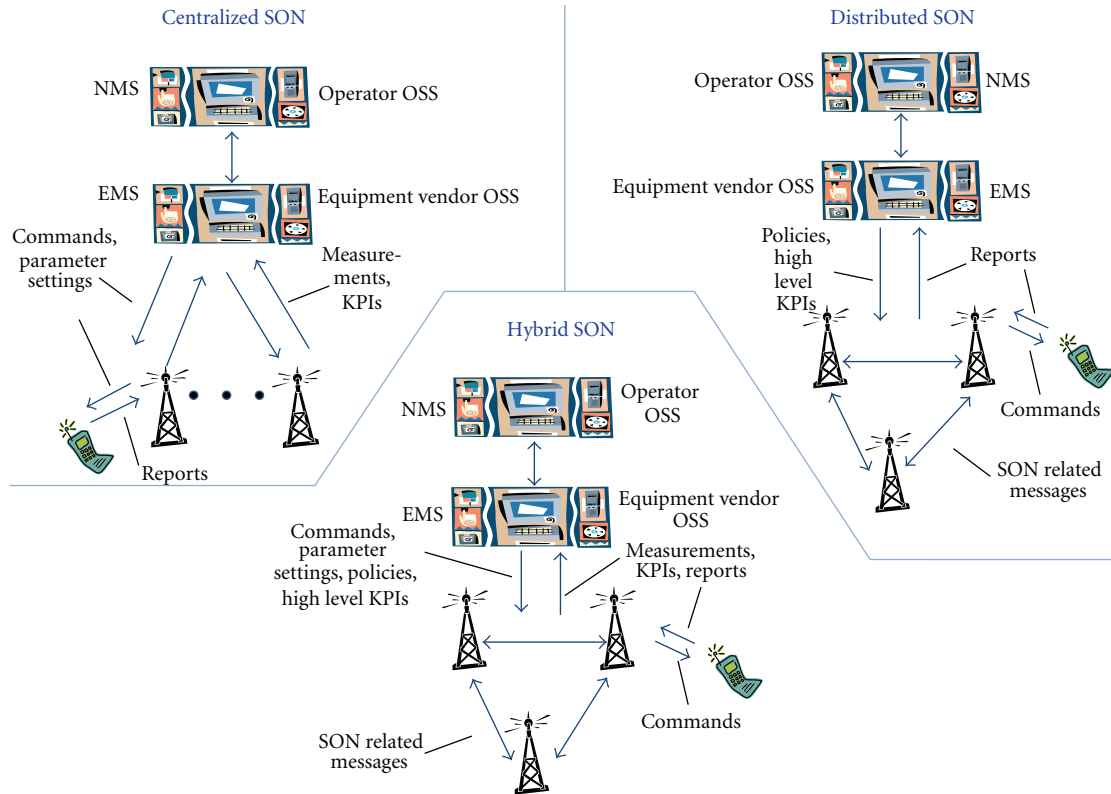 Centralized SON
NMS
Operator OSS
EMS
Equipment vendor OSS
Commands,
parameter
settings
Measure-
ments,
KPIs
Reports
Distributed SON
Operator OSS
NMS
Equipment vendor OSS
EMS
Policies,
high
level
KPIs
Reports
Commands
SON related
messages
Hybrid SON
NMS
Operator
OSS
EMS
Equipment vendor
OSS
Commands,
parameter
settings, policies,
high level KPIs
Measurements,
KPIs, reports
Commands
SON related
messages